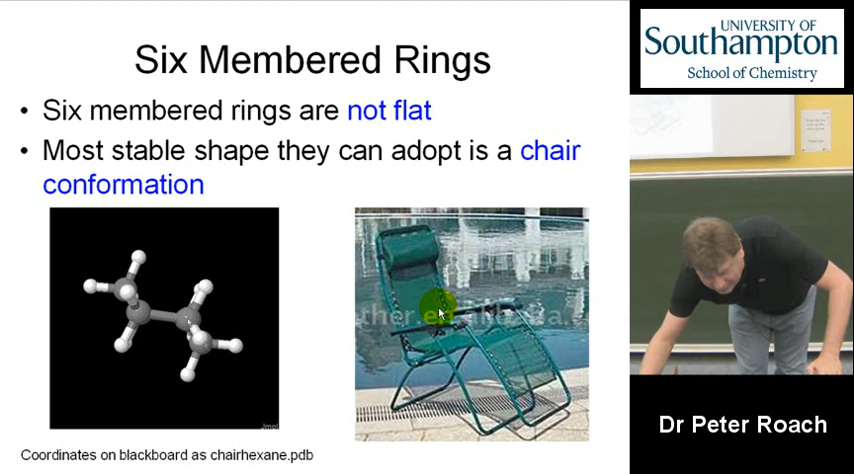 Six Membered Rings
• Six membered rings are not flat
• Most stable shape they can adopt is a chair
conformation
Jmol
Coordinates on blackboard as chairhexane.pdb
UNIVERSITY OF
Southampton
School of Chemistry
Dr Peter Roach